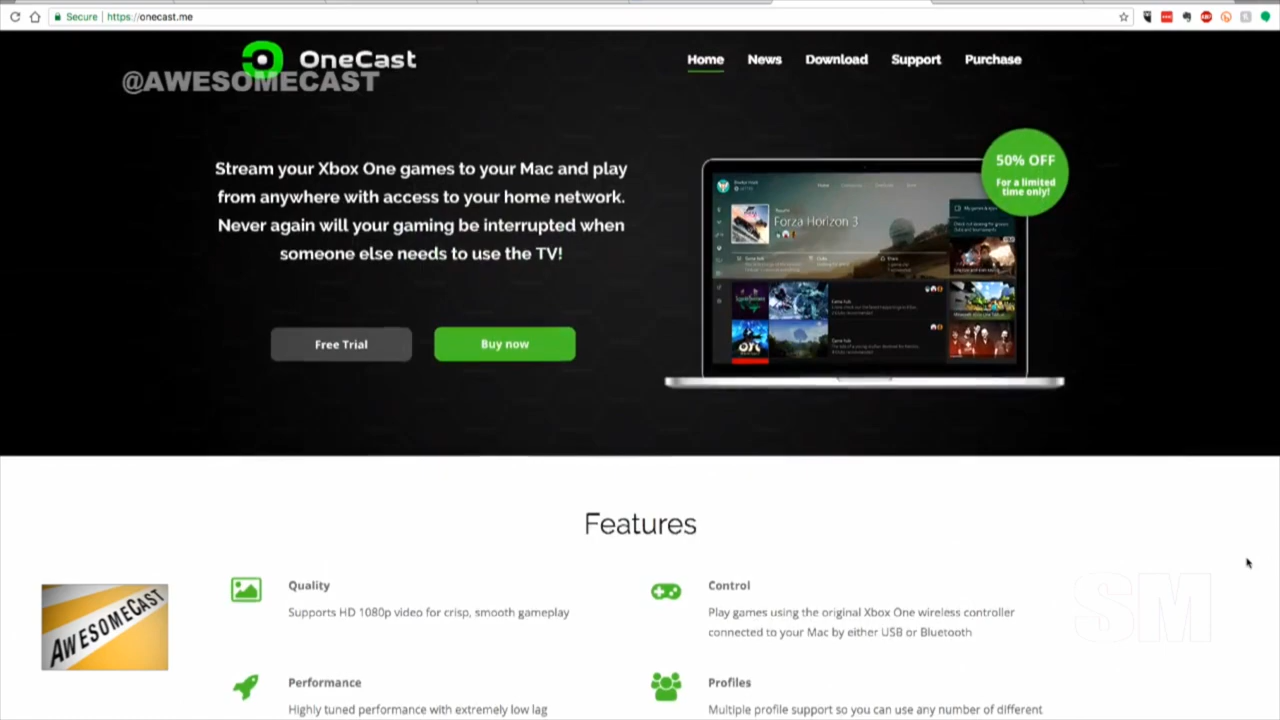 Secure https://onecast.me
OneCast
@AWESOMECAST
Home News Download Support Purchase
Stream your Xbox One games to your Mac and play
from anywhere with access to your home network.
Never again will your gaming be interrupted when
someone else needs to use the TV!
Free Trial Buy now
50% OFF
For a limited
time only!
Forza Horizon 3
Features
Quality
Supports HD 1080p video for crisp, smooth gameplay
Control
Play games using the original Xbox One wireless controller
connected to your Mac by either USB or Bluetooth
Performance
Highly tuned performance with extremely low lag
Profiles
Multiple profile support so you can use any number of different
AWESOMECAST
SM